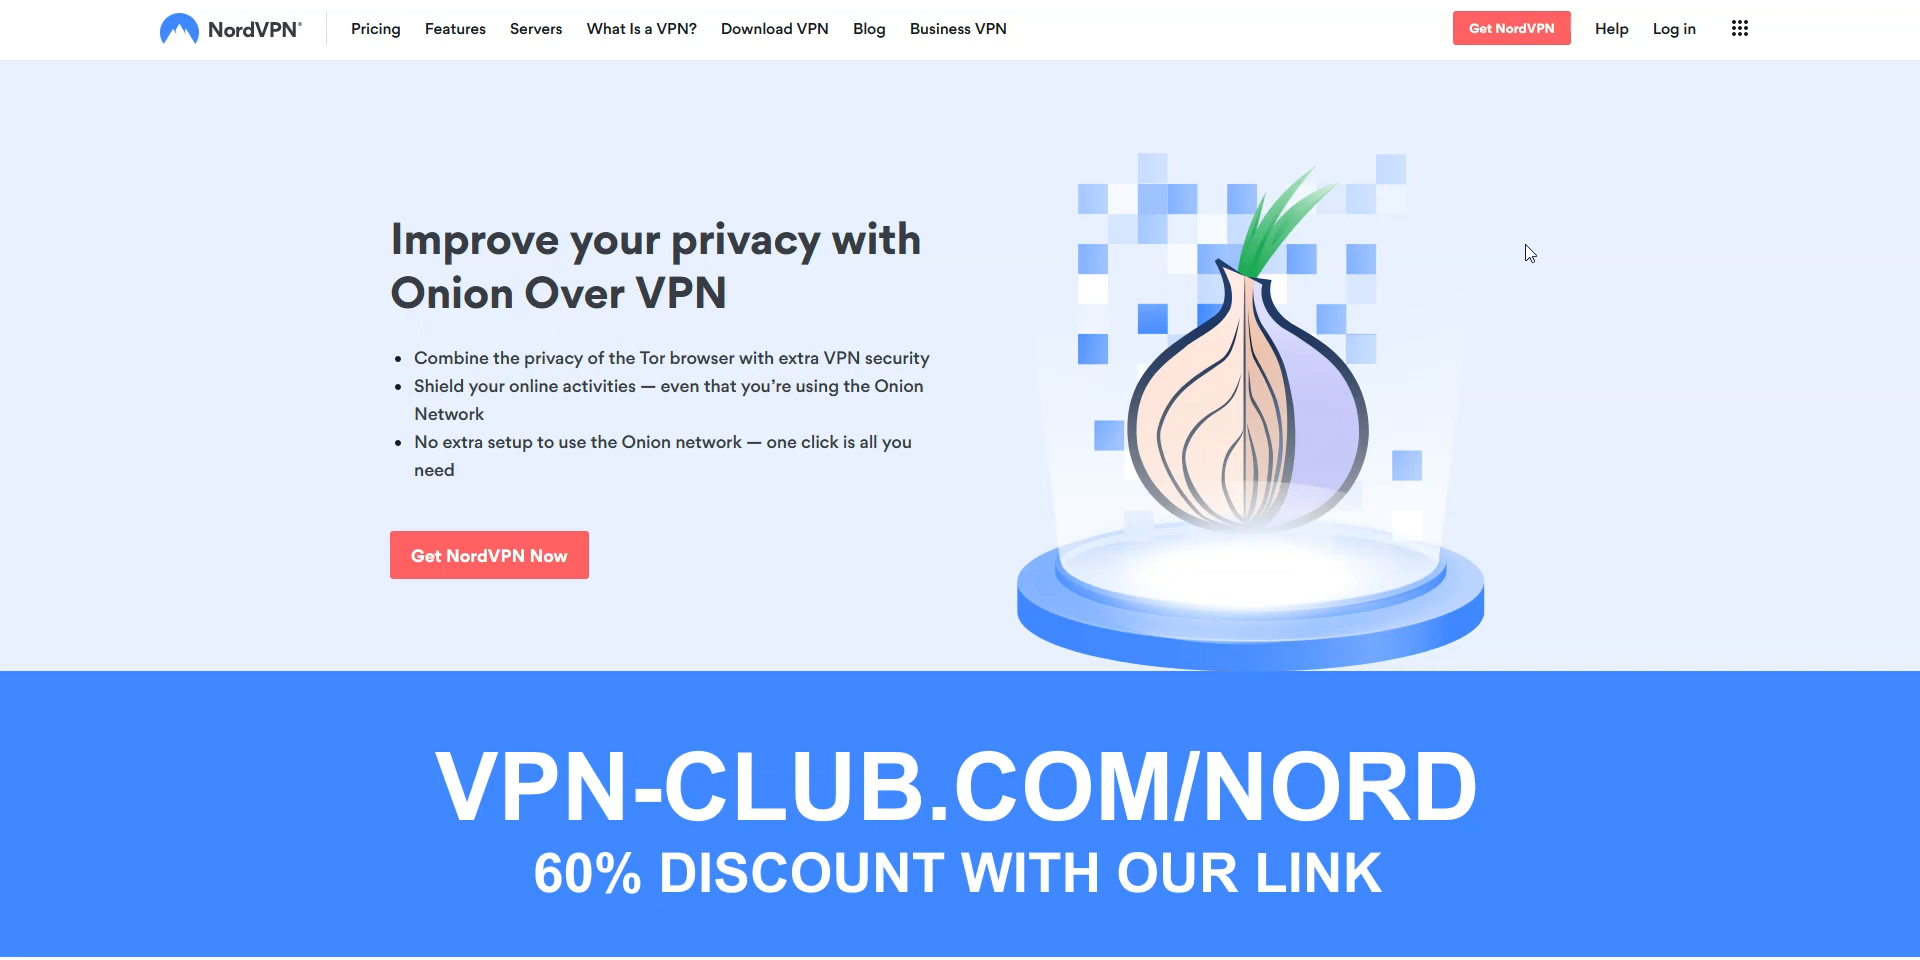 NordVPN®
Pricing
Features
Servers
What Is a VPN?
Download VPN
Blog
Business VPN
Get NordVPN
Help
Log in
Improve your privacy with
Onion Over VPN
• Combine the privacy of the Tor browser with extra VPN security
• Shield your online activities — even that you’re using the Onion
Network
• No extra setup to use the Onion network — one click is all you
need
Get NordVPN Now
VPN-CLUB.COM/NORD
60% DISCOUNT WITH OUR LINK